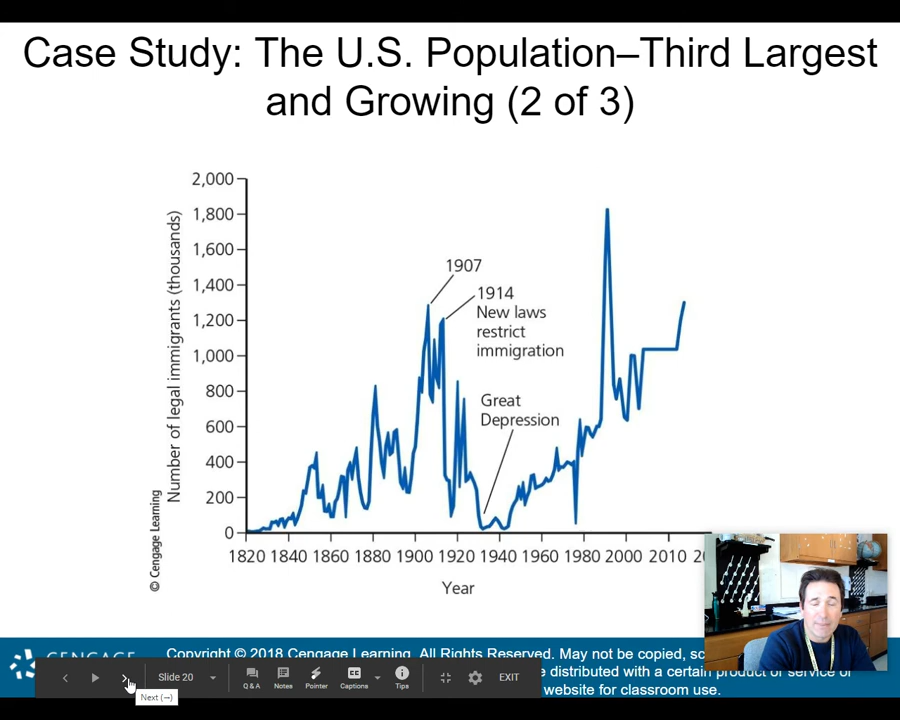 Case Study: The U.S. Population–Third Largest
and Growing (2 of 3)
2,000
1,800
1,600
1,400
1,200
1,000
800
600
400
200
0
Number of legal immigrants (thousands)
© Cengage Learning
1907
1914
New laws
restrict
immigration
Great
Depression
1820 1840 1860 1880 1900 1920 1940 1960 1980 2000 2010
Year
CENGAGE
Copyright © 2018 Cengage Learning. All Rights Reserved. May not be copied,
distributed with a certain product or service or
website for classroom use.
Slide 20
Q & A
Notes
Pointer
CC
Captions
Tips
EXIT
Next (→)